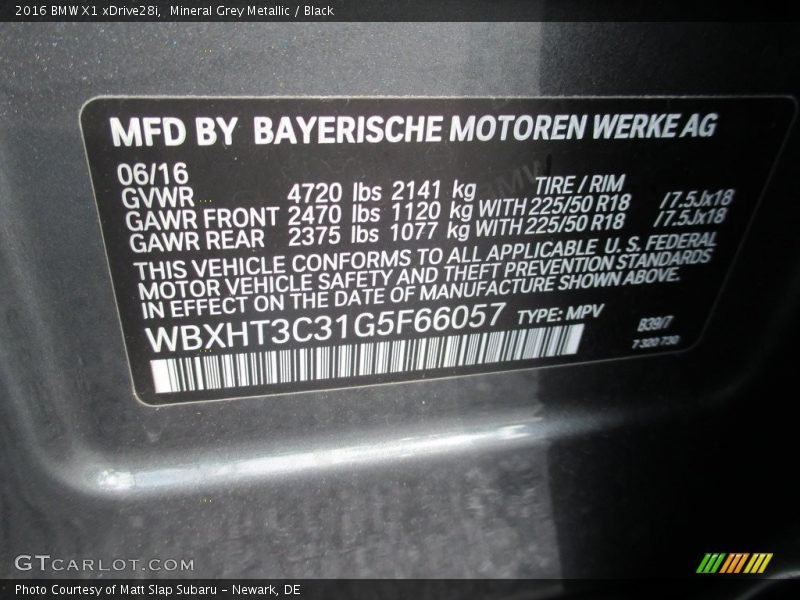 2016 BMW X1 xDrive28i, Mineral Grey Metallic / Black
MFD BY BAYERISCHE MOTOREN WERKE AG
06/16
TIRE / RIM
GVWR 4720 lbs 2141 kg
GAWR FRONT 2470 lbs 1120 kg WITH 225/50 R18 /7.5Jx18
GAWR REAR 2375 lbs 1077 kg WITH 225/50 R18 /7.5Jx18
THIS VEHICLE CONFORMS TO ALL APPLICABLE U.S. FEDERAL
MOTOR VEHICLE SAFETY AND THEFT PREVENTION STANDARDS
IN EFFECT ON THE DATE OF MANUFACTURE SHOWN ABOVE.
WBXHT3C31G5F66057 TYPE: MPV
B39/7
7 320 730
GTCARLOT.COM
Photo Courtesy of Matt Slap Subaru – Newark, DE